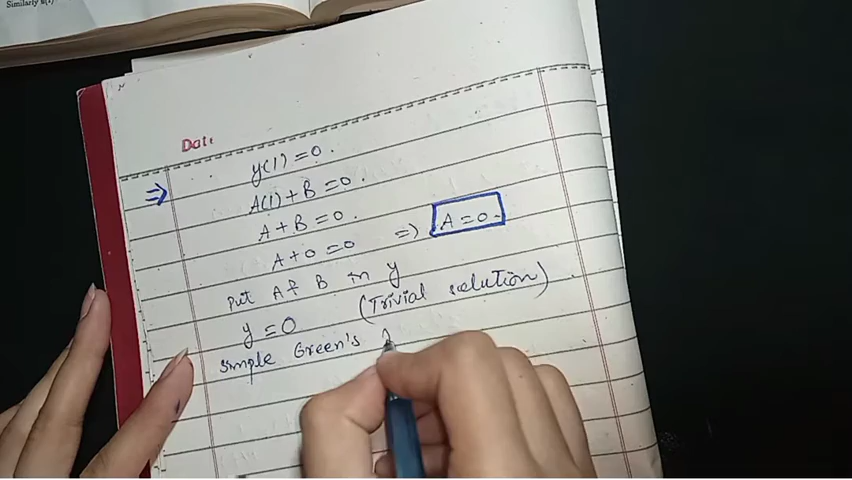 Similarly
Date
y(1) = 0.
⇒ A(1) + B = 0.
A + B = 0.
A + 0 = 0 => A = 0.
put A & B in y
y = 0 (Trivial solution)
simple Green's